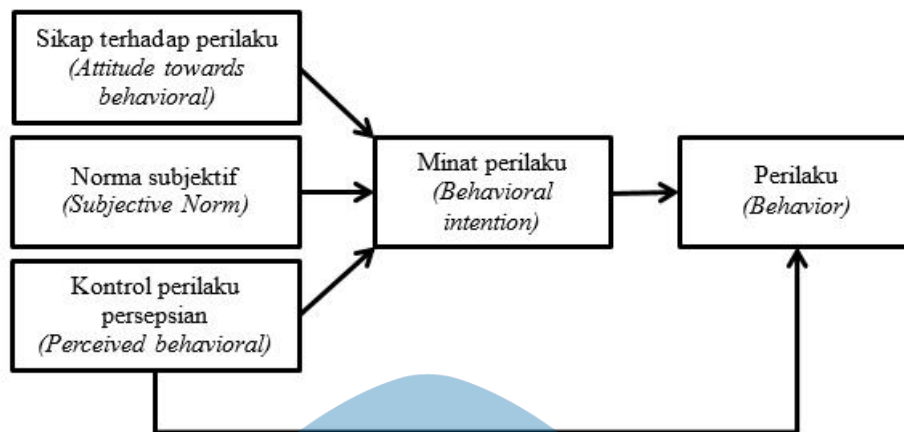 Sikap terhadap perilaku
(Attitude towards
behavioral)
Norma subjektif
(Subjective Norm)
Kontrol perilaku
persepsian
(Perceived behavioral)
Minat perilaku
(Behavioral
intention)
Perilaku
(Behavior)